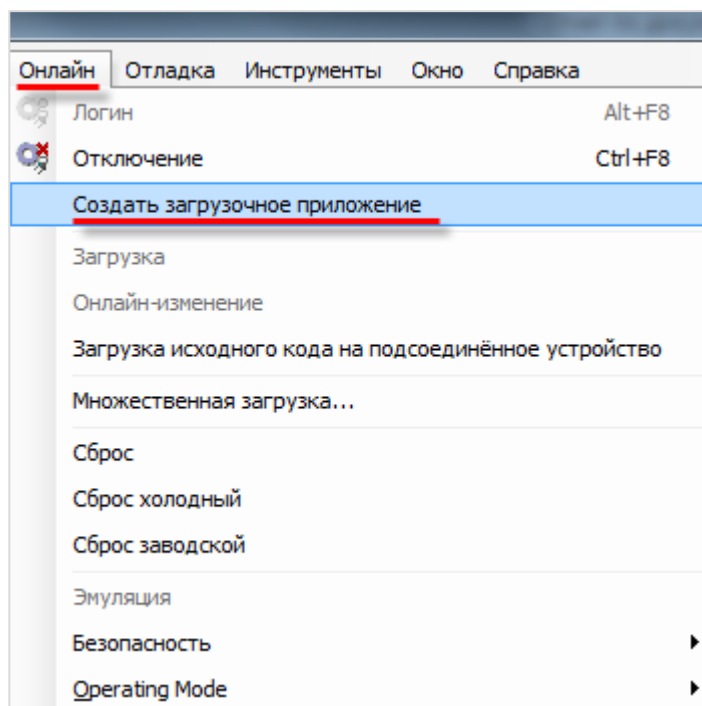 Онлайн Отладка Инструменты Окно Справка
Логин Alt+F8
Отключение Ctrl+F8
Создать загрузочное приложение
Загрузка
Онлайн-изменение
Загрузка исходного кода на подсоединённое устройство
Множественная загрузка...
Сброс
Сброс холодный
Сброс заводской
Эмуляция
Безопасность
Operating Mode